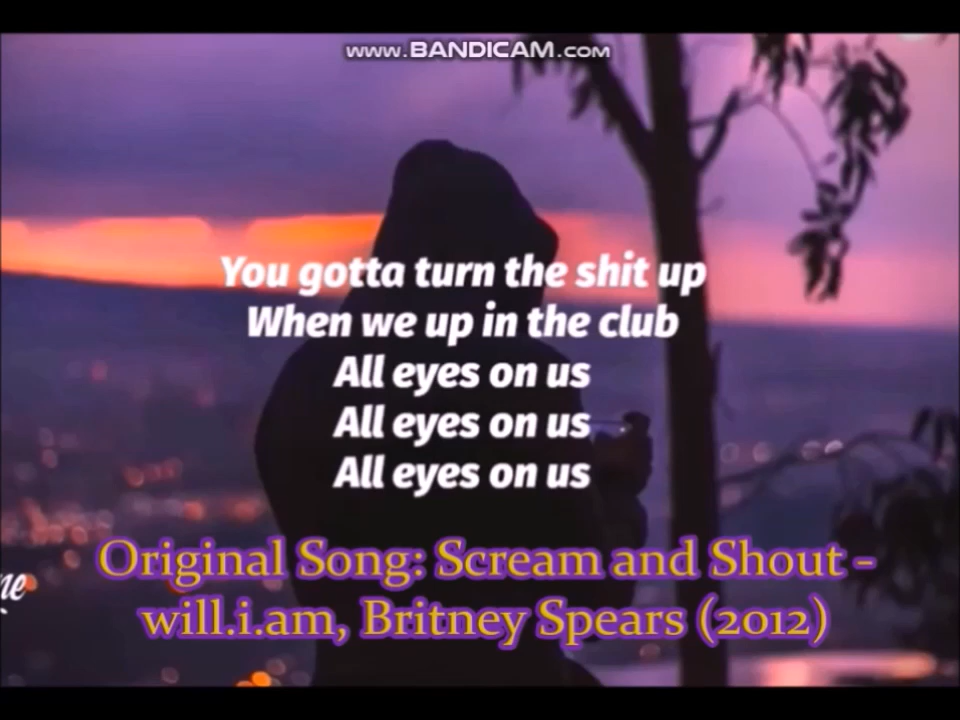 www.BANDICAM.com
You gotta turn the shit up
When we up in the club
All eyes on us
All eyes on us
All eyes on us
Original Song: Scream and Shout -
will.i.am, Britney Spears (2012)